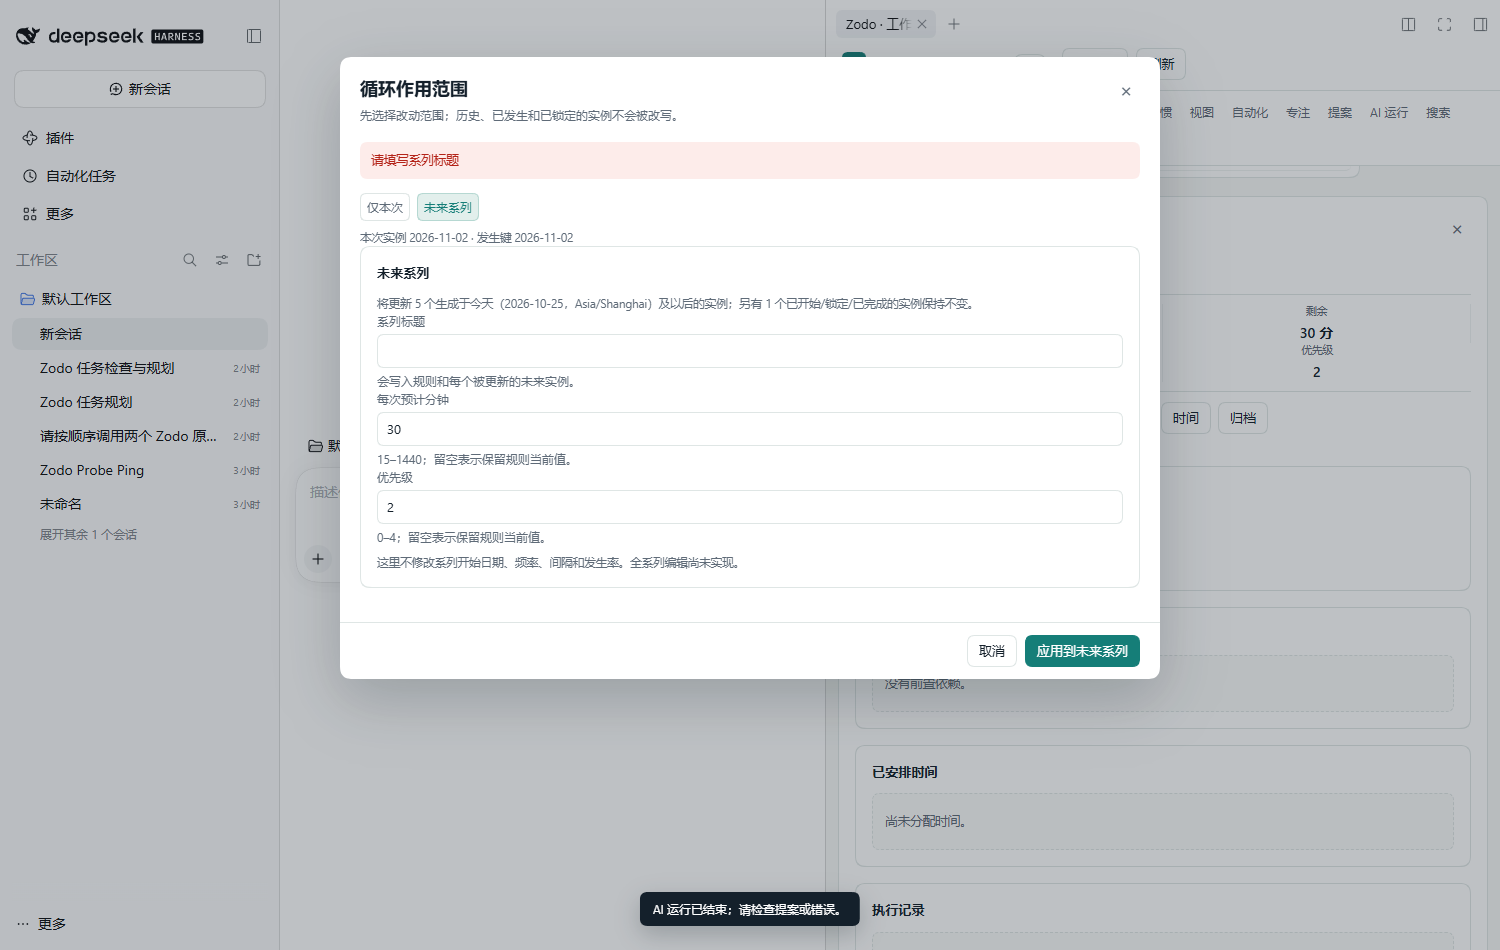 deepseek HARNESS
新会话
插件
自动化任务
更多
工作区
默认工作区
新会话
Zodo 任务检查与规划 2 小时
Zodo 任务规划 2 小时
请按顺序调用两个 Zodo 原... 2 小时
Zodo Probe Ping 3 小时
未命名 3 小时
展开其余 1 个会话
更多
Zodo · 工作
新
惯 视图 自动化 专注 提案 AI 运行 搜索
循环作用范围
先选择改动范围；历史、已发生和已锁定的实例不会被改写。
请填写系列标题
仅本次 未来系列
本次实例 2026-11-02 · 发生键 2026-11-02
未来系列
将更新 5 个生成于今天（2026-10-25，Asia/Shanghai）及以后的实例；另有 1 个已开始/锁定/已完成的实例保持不变。
系列标题
会写入规则和每个被更新的未来实例。
每次预计分钟
30
15–1440；留空表示保留规则当前值。
优先级
2
0–4；留空表示保留规则当前值。
这里不修改系列开始日期、频率、间隔和发生率。全系列编辑尚未实现。
取消 应用到未来系列
默
描述
剩余
30 分
优先级
2
时间 归档
没有前置依赖。
已安排时间
尚未分配时间。
执行记录
AI 运行已结束；请检查提案或错误。